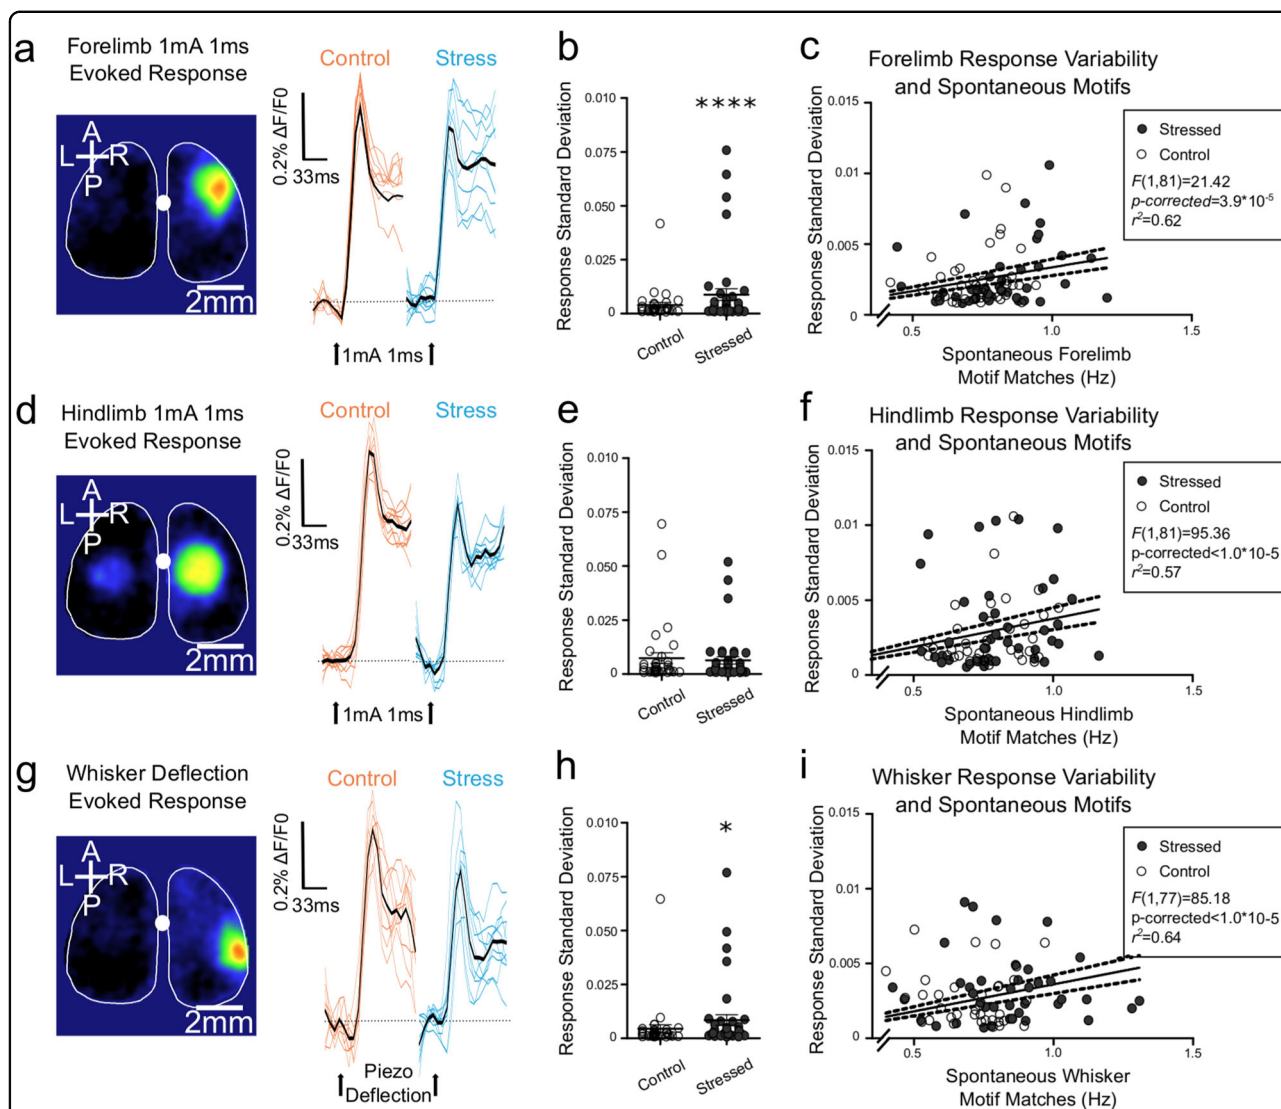 a
Forelimb 1mA 1ms
Evoked Response
A
L R
P
2mm
Control
Stress
0.2% ΔF/F0
33ms
1mA 1ms
b
Response Standard Deviation
0.010
0.075
0.050
0.025
0
****
Control
Stressed
c
Forelimb Response Variability
and Spontaneous Motifs
Response Standard Deviation
0.015
0.010
0.005
0
0.5
1.0
1.5
Spontaneous Forelimb
Motif Matches (Hz)
Stressed
Control
F(1,81)=21.42
p-corrected=3.9*10-5
r²=0.62
d
Hindlimb 1mA 1ms
Evoked Response
A
L R
P
2mm
Control
Stress
0.2% ΔF/F0
33ms
1mA 1ms
e
Response Standard Deviation
0.010
0.075
0.050
0.025
0
Control
Stressed
f
Hindlimb Response Variability
and Spontaneous Motifs
Response Standard Deviation
0.015
0.010
0.005
0
0.5
1.0
1.5
Spontaneous Hindlimb
Motif Matches (Hz)
Stressed
Control
F(1,81)=95.36
p-corrected<1.0*10-5
r²=0.57
g
Whisker Deflection
Evoked Response
A
L R
P
2mm
Control
Stress
0.2% ΔF/F0
33ms
Piezo
Deflection
h
Response Standard Deviation
0.010
0.075
0.050
0.025
0
*
Control
Stressed
i
Whisker Response Variability
and Spontaneous Motifs
Response Standard Deviation
0.015
0.010
0.005
0
0.5
1.0
1.5
Spontaneous Whisker
Motif Matches (Hz)
Stressed
Control
F(1,77)=85.18
p-corrected<1.0*10-5
r²=0.64